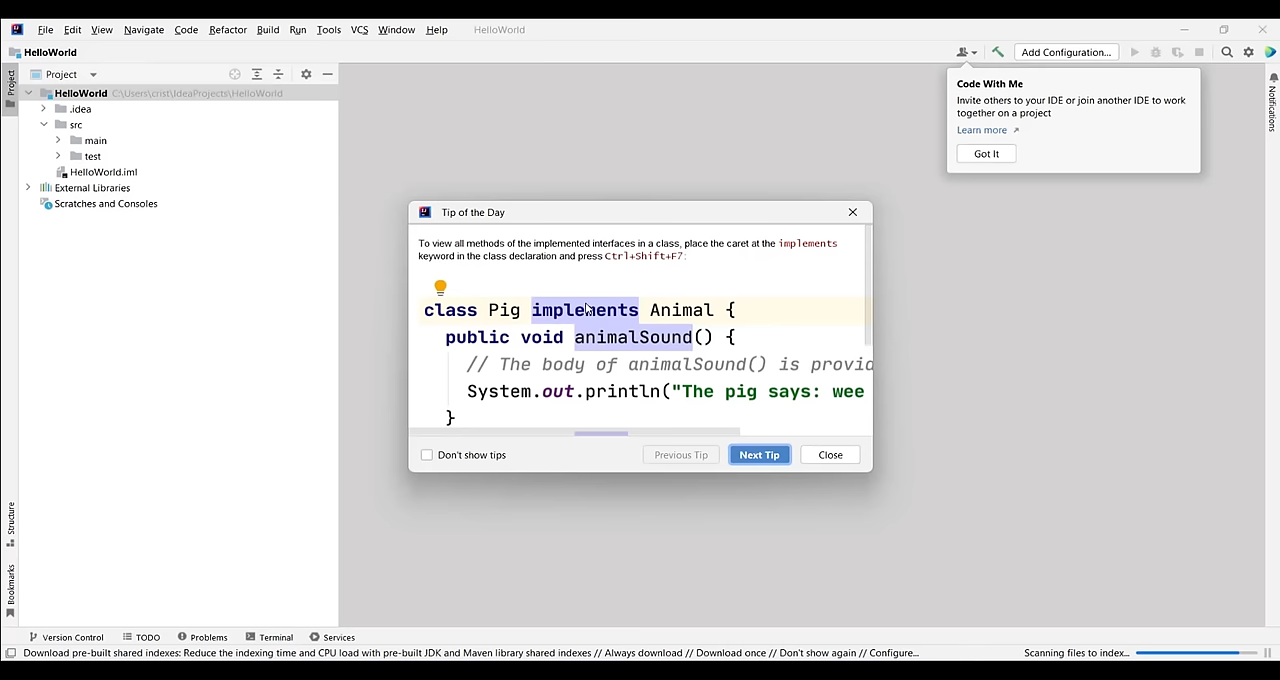 File Edit View Navigate Code Refactor Build Run Tools VCS Window Help HelloWorld
HelloWorld
Add Configuration...
Project
Project
HelloWorld C:\Users\crist\IdeaProjects\HelloWorld
.idea
src
main
test
HelloWorld.iml
External Libraries
Scratches and Consoles
Code With Me
Invite others to your IDE or join another IDE to work
together on a project
Learn more
Got It
Notifications
Tip of the Day
To view all methods of the implemented interfaces in a class, place the caret at the implements
keyword in the class declaration and press Ctrl+Shift+F7:
class Pig implements Animal {
public void animalSound() {
// The body of animalSound() is provid
System.out.println("The pig says: wee
}
Don't show tips
Previous Tip
Next Tip
Close
Structure
Bookmarks
Version Control TODO Problems Terminal Services
Download pre-built shared indexes: Reduce the indexing time and CPU load with pre-built JDK and Maven library shared indexes // Always download // Download once // Don't show again // Configure...
Scanning files to index...